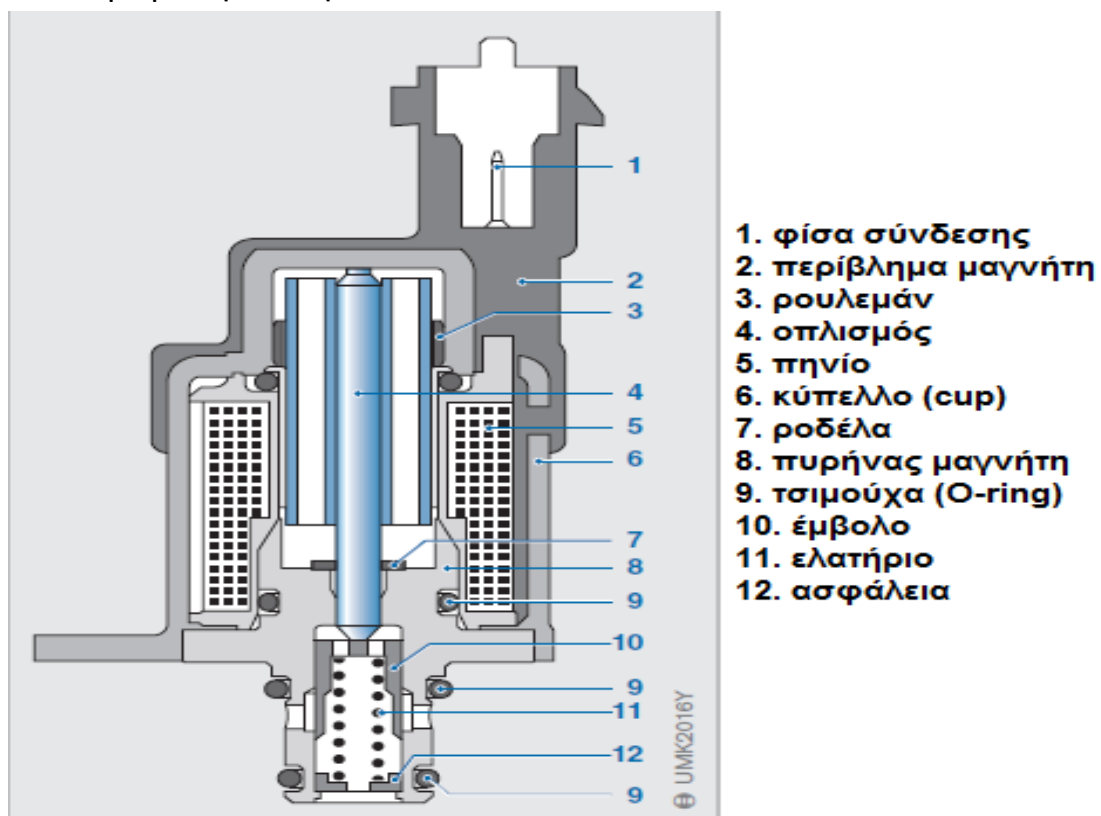 1
2
3
4
5
6
7
8
9
10
9
11
12
9
UMK2016Y
1. φίσα σύνδεσης
2. περίβλημα μαγνήτη
3. ρουλεμάν
4. οπλισμός
5. πηνίο
6. κύπελλο (cup)
7. ροδέλα
8. πυρήνας μαγνήτη
9. τσιμούχα (O-ring)
10. έμβολο
11. ελατήριο
12. ασφάλεια